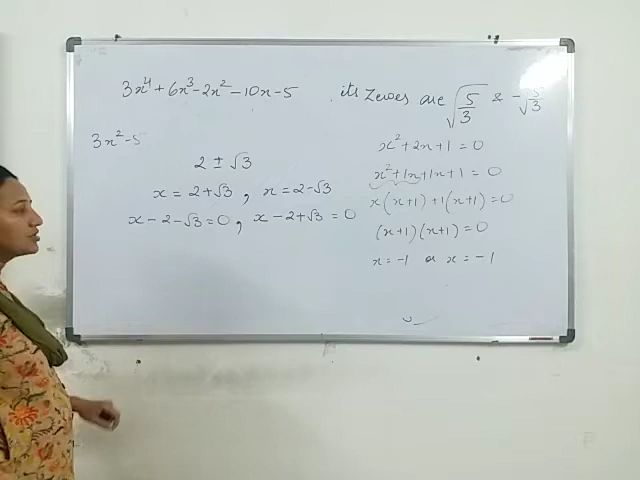 3x⁴ + 6x³ - 2x² - 10x - 5 . its zeroes are √5/3 & -√5/3
3x² - 5
2 ± √3
x = 2+√3 , x = 2-√3
x - 2 - √3 = 0 , x - 2 + √3 = 0
x² + 2x + 1 = 0
x² + 1x + 1x + 1 = 0
x(x+1) + 1(x+1) = 0
(x+1)(x+1) = 0
x = -1 or x = -1